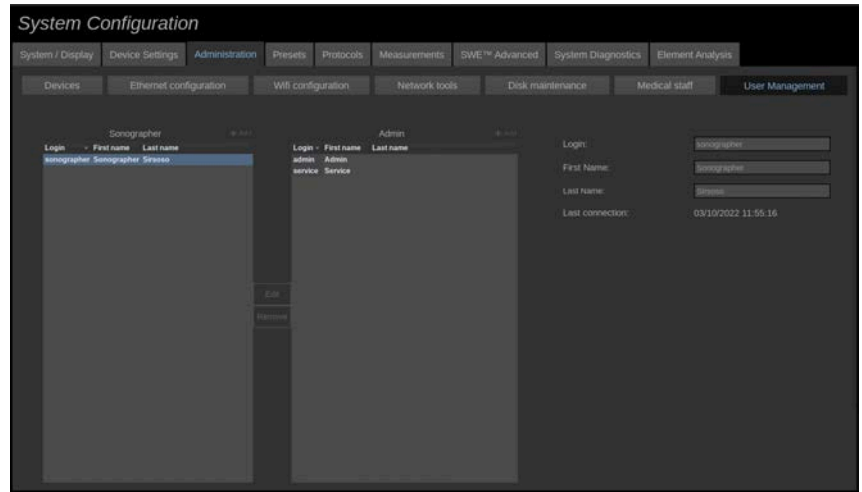 System Configuration
System / Display Device Settings Administration Presets Protocols Measurements SWE™ Advanced System Diagnostics Element Analysis
Devices Ethernet configuration Wifi configuration Network tools Disk maintenance Medical staff User Management
Sonographer Add
Login First name Last name
sonographer Sonographer Sirsoso
Admin Add
Login First name Last name
admin Admin
service Service
Edit
Remove
Login: sonographer
First Name: Sonographer
Last Name: Sirsoso
Last connection: 03/10/2022 11:55:16